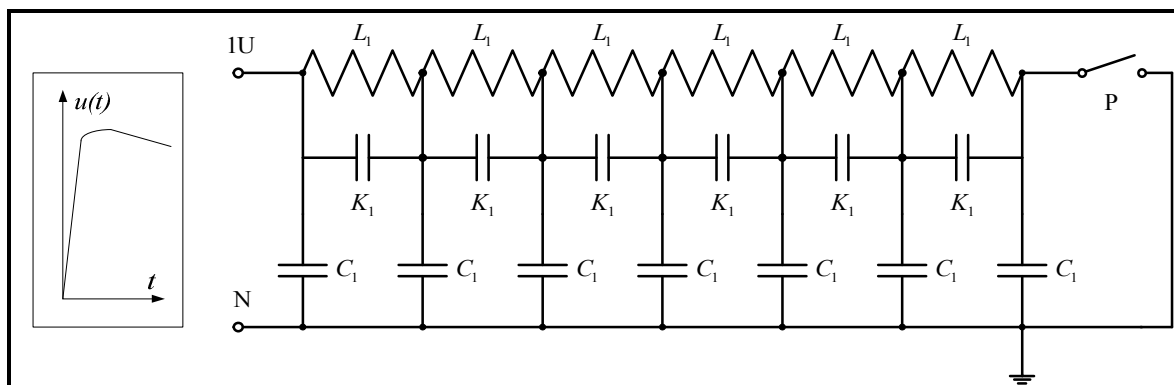 L₁ L₁ L₁ L₁ L₁ L₁
1U
u(t)
P
K₁ K₁ K₁ K₁ K₁ K₁
C₁ C₁ C₁ C₁ C₁ C₁ C₁
t
N